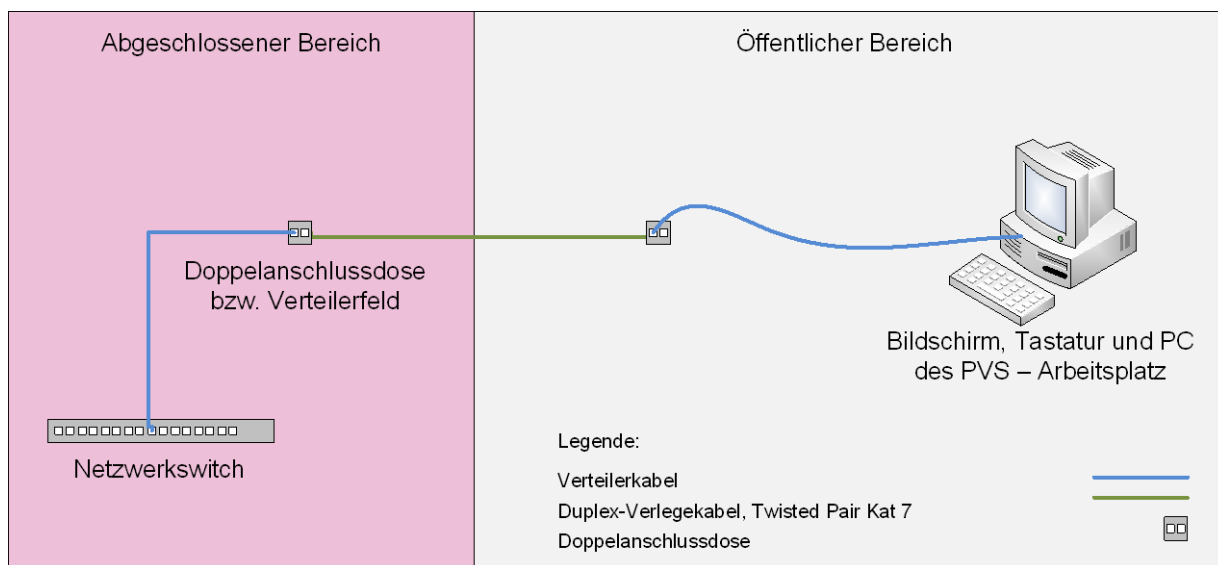 Abgeschlossener Bereich
Öffentlicher Bereich
Doppelanschlussdose
bzw. Verteilerfeld
Bildschirm, Tastatur und PC
des PVS – Arbeitsplatz
Netzwerkswitch
Legende:
Verteilerkabel
Duplex-Verlegekabel, Twisted Pair Kat 7
Doppelanschlussdose